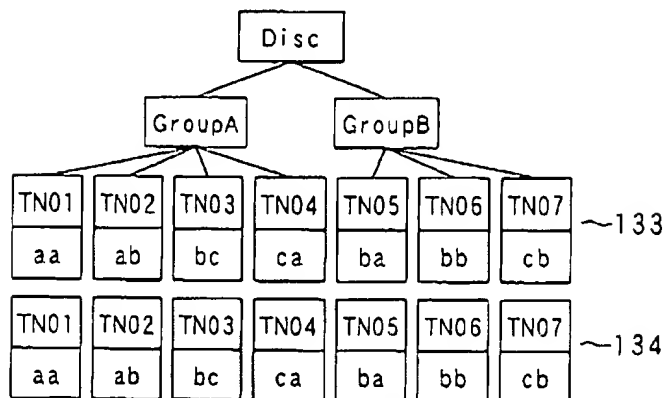 Disc
GroupA GroupB
TN01 TN02 TN03 TN04 TN05 TN06 TN07
aa ab bc ca ba bb cb
~133
TN01 TN02 TN03 TN04 TN05 TN06 TN07
aa ab bc ca ba bb cb
~134